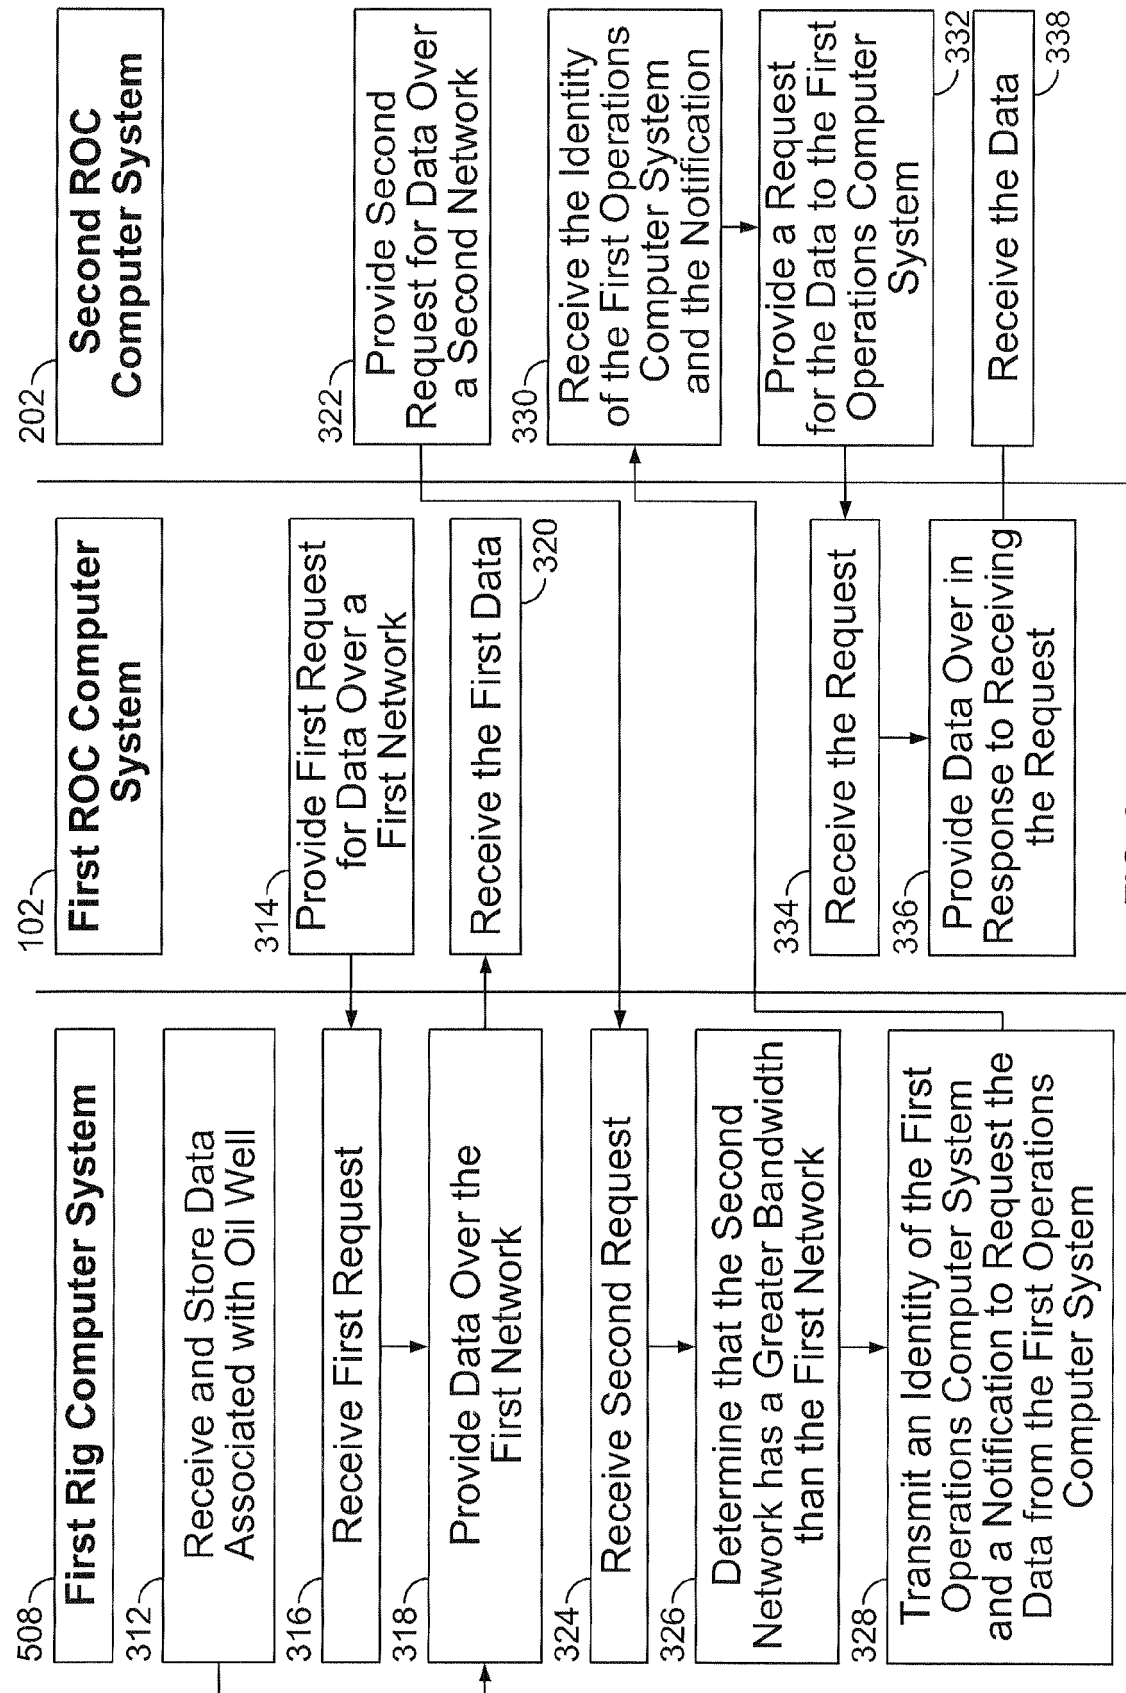 508
First Rig Computer System
312
Receive and Store Data
Associated with Oil Well
316
Receive First Request
318
Provide Data Over the
First Network
324
Receive Second Request
326
Determine that the Second
Network has a Greater Bandwidth
than the First Network
328
Transmit an Identity of the First
Operations Computer System
and a Notification to Request the
Data from the First Operations
Computer System
102
First ROC Computer
System
314
Provide First Request
for Data Over a
First Network
Receive the First Data
320
334
Receive the Request
336
Provide Data Over in
Response to Receiving
the Request
202
Second ROC
Computer System
322
Provide Second
Request for Data Over
a Second Network
330
Receive the Identity
of the First Operations
Computer System
and the Notification
Provide a Request
for the Data to the First
Operations Computer
System
332
Receive the Data
338